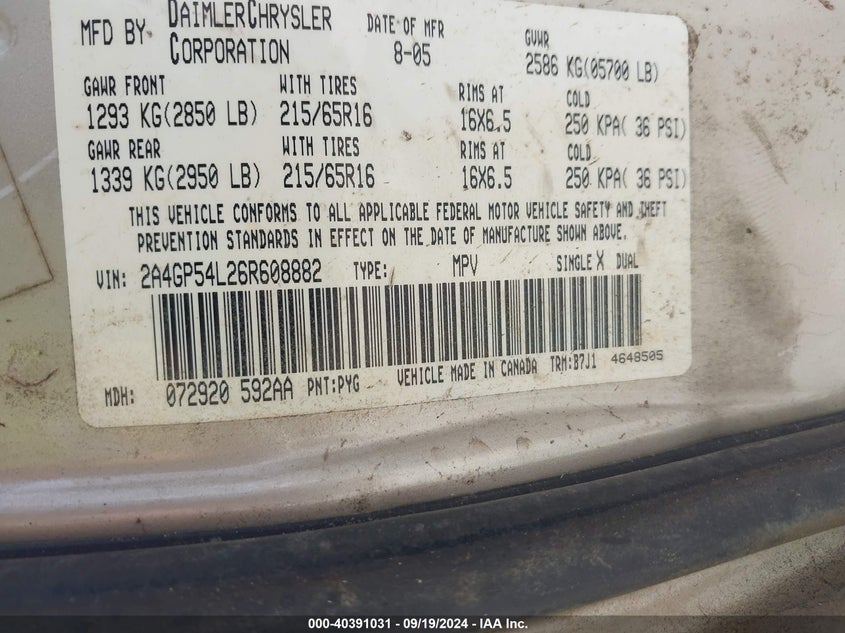 MFD BY DAIMLERCHRYSLER CORPORATION DATE OF MFR 8-05 GVWR 2586 KG(05700 LB)
GAWR FRONT WITH TIRES RIMS AT COLD
1293 KG(2850 LB) 215/65R16 16X6.5 250 KPA( 36 PSI)
GAWR REAR WITH TIRES RIMS AT COLD
1339 KG(2950 LB) 215/65R16 16X6.5 250 KPA( 36 PSI)
THIS VEHICLE CONFORMS TO ALL APPLICABLE FEDERAL MOTOR VEHICLE SAFETY AND THEFT
PREVENTION STANDARDS IN EFFECT ON THE DATE OF MANUFACTURE SHOWN ABOVE.
VIN: 2A4GP54L26R608882 TYPE: MPV SINGLE X DUAL
MDH: 072920 592AA PNT:PYG VEHICLE MADE IN CANADA TRM:B7J1 4648505
000-40391031 - 09/19/2024 - IAA Inc.